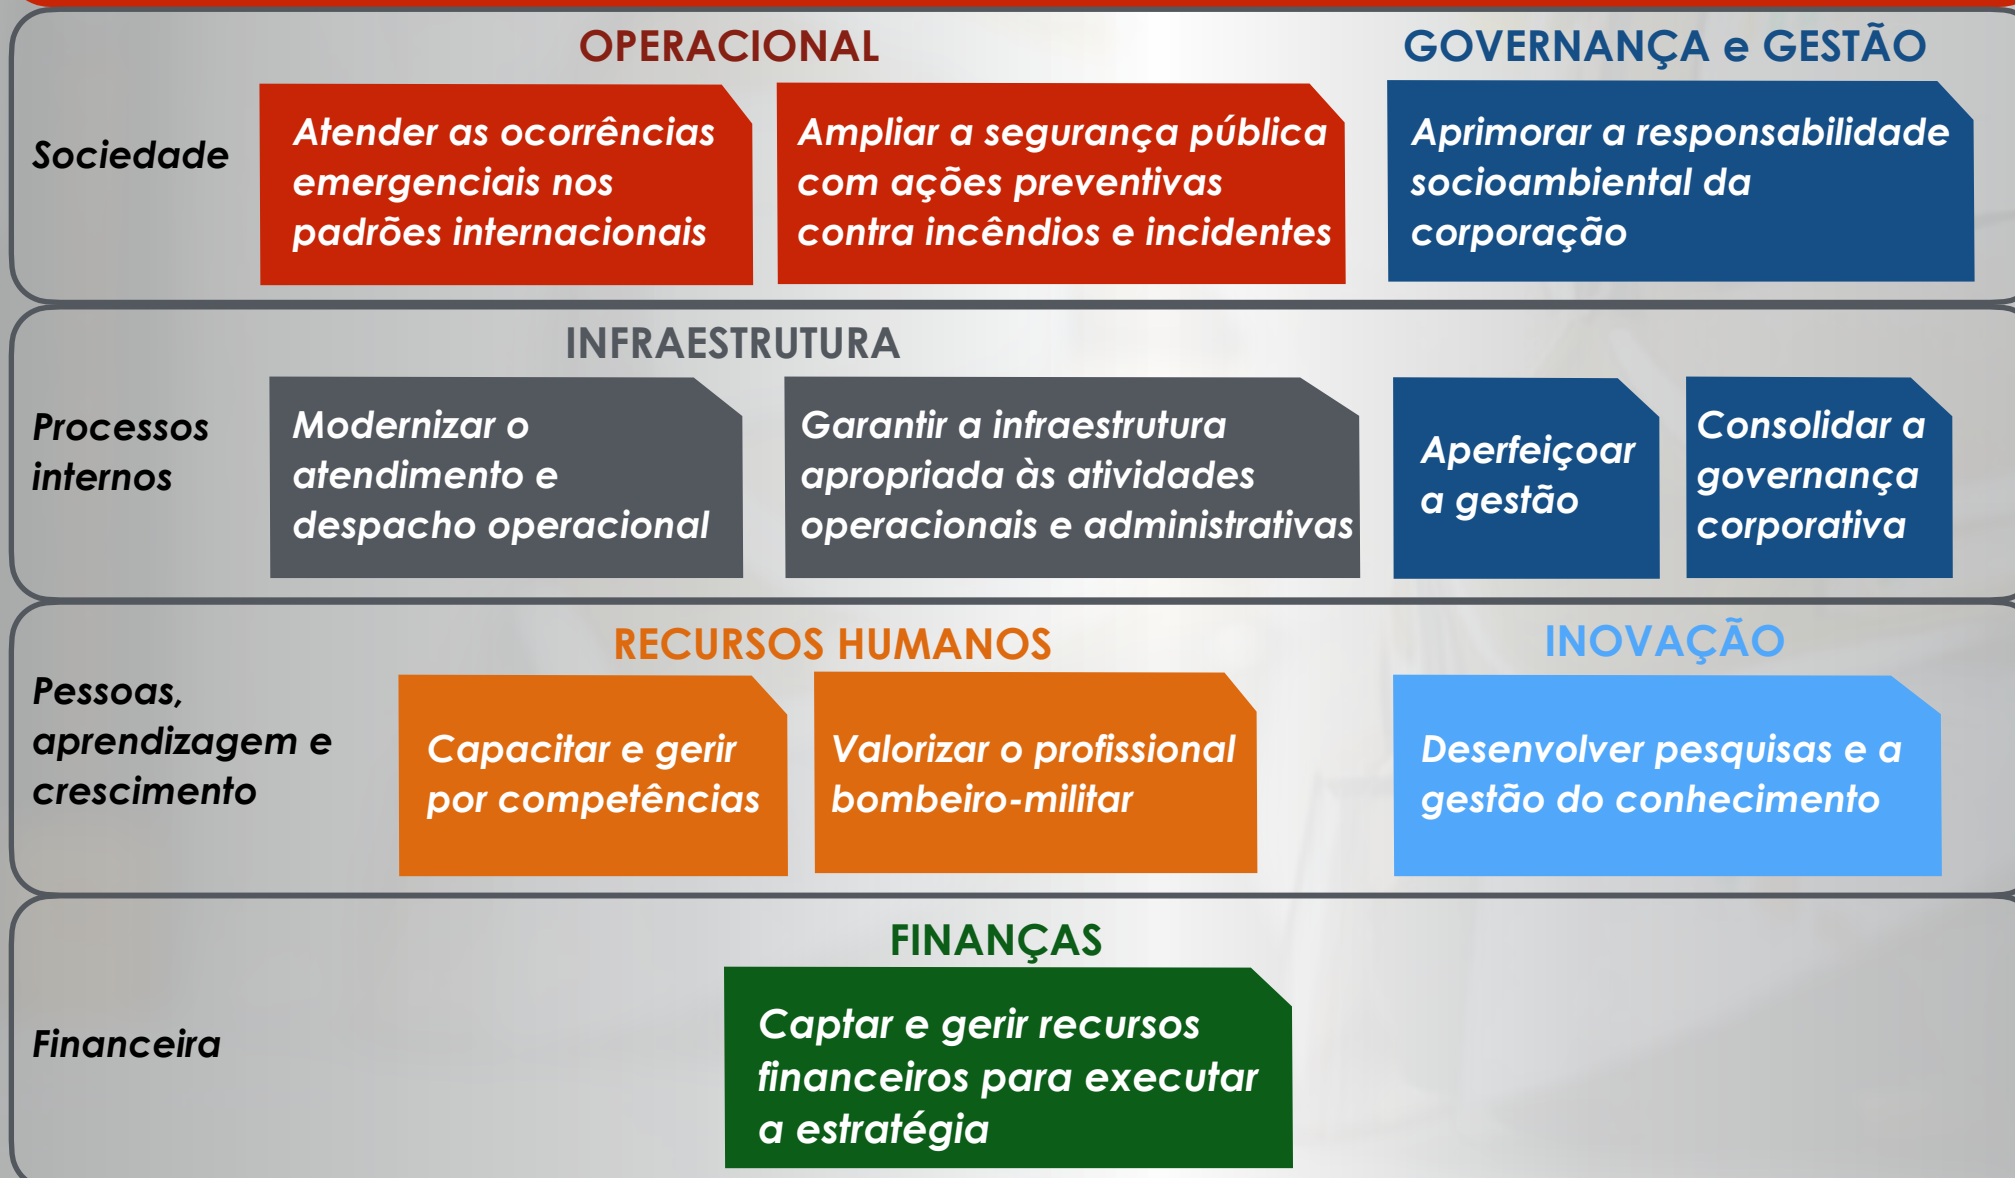 OPERACIONAL
GOVERNANÇA e GESTÃO
Sociedade
Atender as ocorrências
emergenciais nos
padrões internacionais
Ampliar a segurança pública
com ações preventivas
contra incêndios e incidentes
Aprimorar a responsabilidade
socioambiental da
corporação
INFRAESTRUTURA
Processos
internos
Modernizar o
atendimento e
despacho operacional
Garantir a infraestrutura
apropriada às atividades
operacionais e administrativas
Aperfeiçoar
a gestão
Consolidar a
governança
corporativa
RECURSOS HUMANOS
INOVAÇÃO
Pessoas,
aprendizagem e
crescimento
Capacitar e gerir
por competências
Valorizar o profissional
bombeiro-militar
Desenvolver pesquisas e a
gestão do conhecimento
FINANÇAS
Financeira
Captar e gerir recursos
financeiros para executar
a estratégia